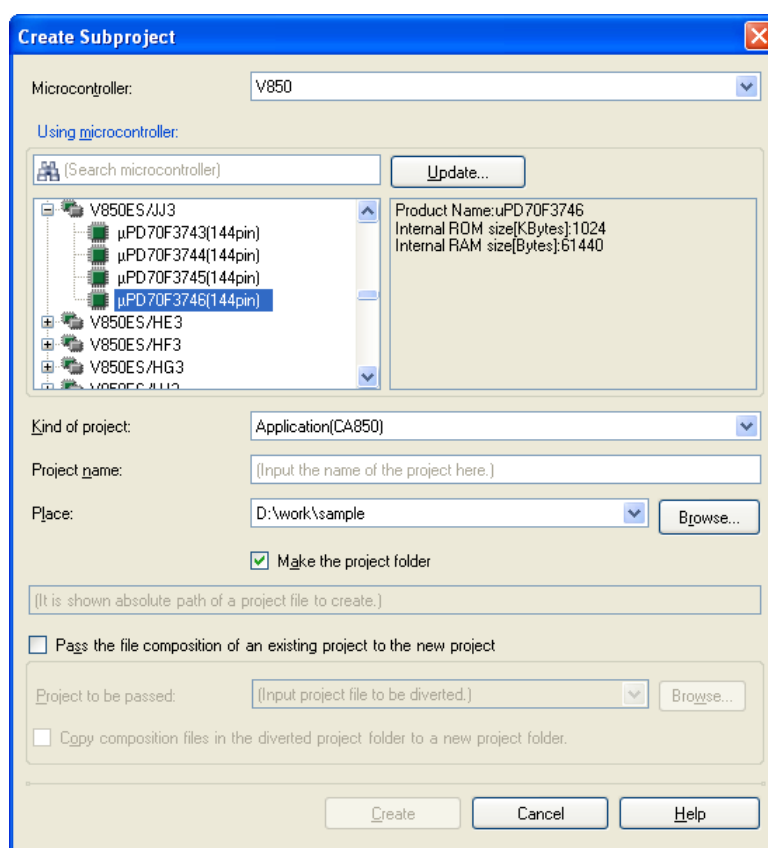 Create Subproject
Microcontroller: V850
Using microcontroller:
(Search microcontroller) Update...
V850ES/JJ3
µPD70F3743(144pin)
µPD70F3744(144pin)
µPD70F3745(144pin)
µPD70F3746(144pin)
V850ES/HE3
V850ES/HF3
V850ES/HG3
Product Name:uPD70F3746
Internal ROM size[KBytes]:1024
Internal RAM size[Bytes]:61440
Kind of project: Application(CA850)
Project name: (Input the name of the project here.)
Place: D:\work\sample Browse...
Make the project folder
(It is shown absolute path of a project file to create.)
Pass the file composition of an existing project to the new project
Project to be passed: (Input project file to be diverted.) Browse...
Copy composition files in the diverted project folder to a new project folder.
Create Cancel Help